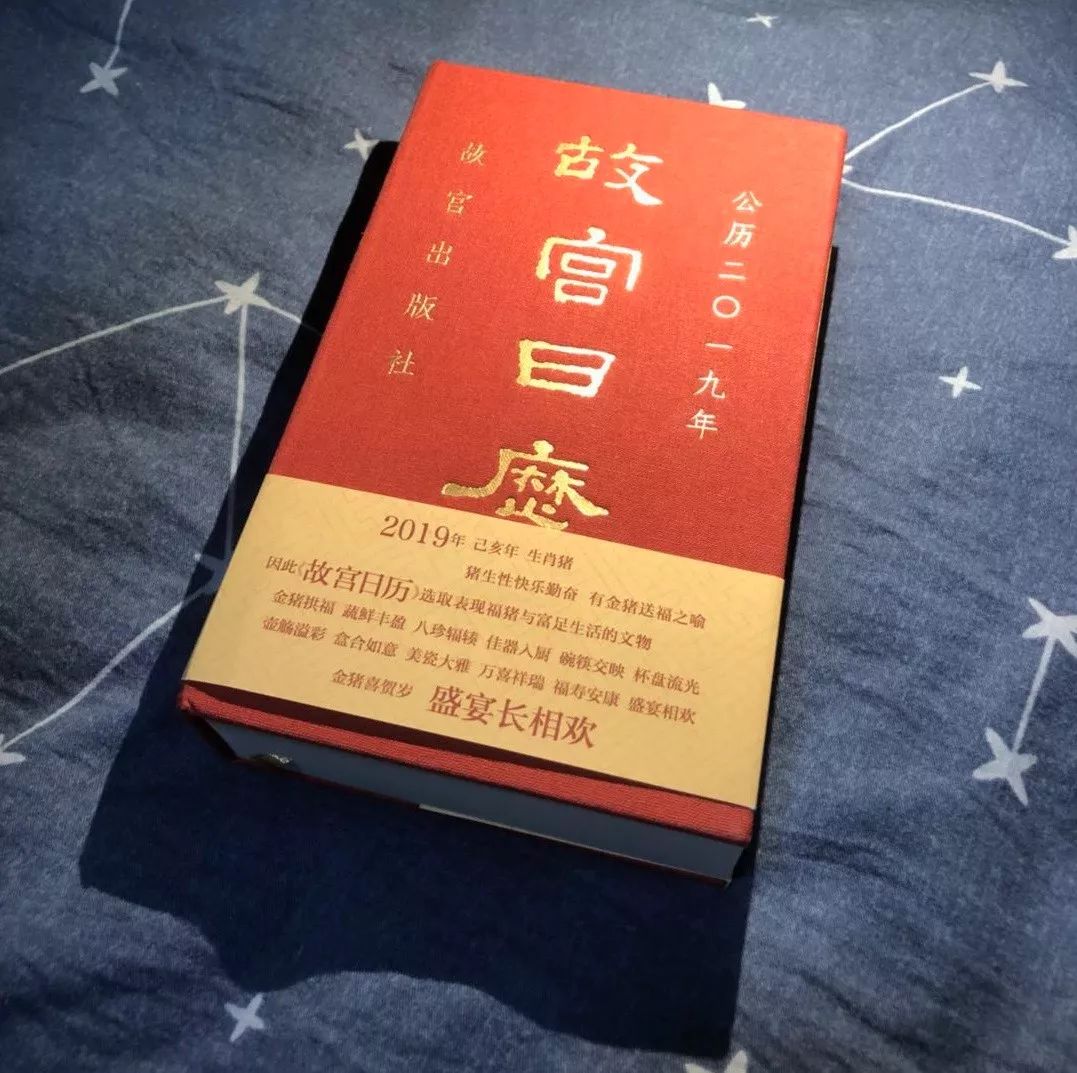 公历二〇一九年
故宫日曆
故宫出版社
2019年 己亥年 生肖猪
猪生性快乐勤奋 有金猪送福之喻
因此《故宫日历》选取表现福猪与富足生活的文物
金猪拱福 蔬鲜丰盈 八珍辐辏 佳器入厨 碗筷交映 杯盘流光
壶觞溢彩 盒合如意 美瓷大雅 万喜祥瑞 福寿安康 盛宴相欢
金猪喜贺岁 盛宴长相欢